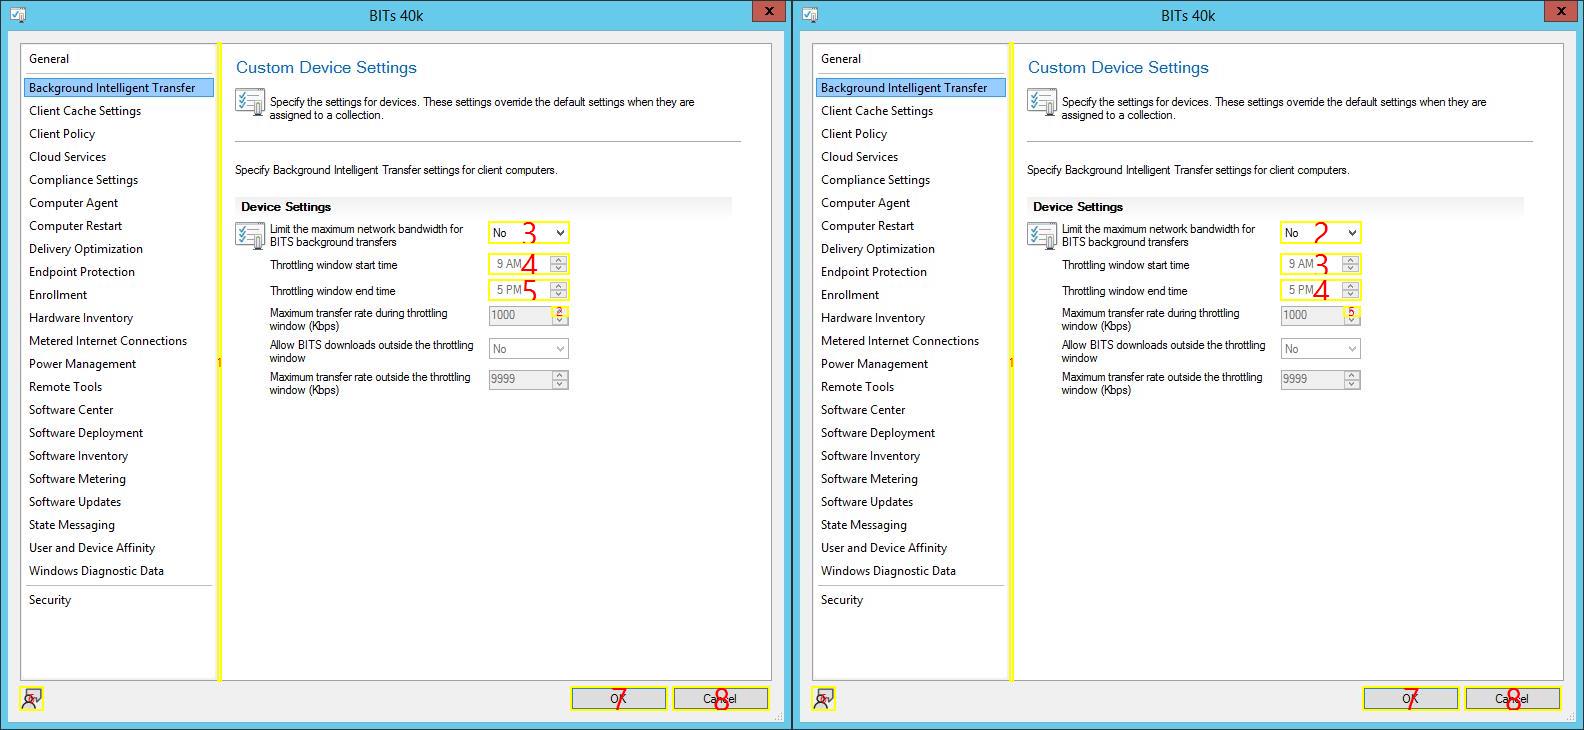 BITs 40k
x
General
Background Intelligent Transfer
Client Cache Settings
Client Policy
Cloud Services
Compliance Settings
Computer Agent
Computer Restart
Delivery Optimization
Endpoint Protection
Enrollment
Hardware Inventory
Metered Internet Connections
Power Management
Remote Tools
Software Center
Software Deployment
Software Inventory
Software Metering
Software Updates
State Messaging
User and Device Affinity
Windows Diagnostic Data
Security
1
Custom Device Settings
Specify the settings for devices. These settings override the default settings when they are
assigned to a collection.
Specify Background Intelligent Transfer settings for client computers.
Device Settings
Limit the maximum network bandwidth for
BITS background transfers
No 3
Throttling window start time
9 AM 4
Throttling window end time
5 PM 5
Maximum transfer rate during throttling
window (Kbps)
1000 2
Allow BITS downloads outside the throttling
window
No
Maximum transfer rate outside the throttling
window (Kbps)
9999
OK 7
Cancel 8
BITs 40k
x
General
Background Intelligent Transfer
Client Cache Settings
Client Policy
Cloud Services
Compliance Settings
Computer Agent
Computer Restart
Delivery Optimization
Endpoint Protection
Enrollment
Hardware Inventory
Metered Internet Connections
Power Management
Remote Tools
Software Center
Software Deployment
Software Inventory
Software Metering
Software Updates
State Messaging
User and Device Affinity
Windows Diagnostic Data
Security
1
Custom Device Settings
Specify the settings for devices. These settings override the default settings when they are
assigned to a collection.
Specify Background Intelligent Transfer settings for client computers.
Device Settings
Limit the maximum network bandwidth for
BITS background transfers
No 2
Throttling window start time
9 AM 3
Throttling window end time
5 PM 4
Maximum transfer rate during throttling
window (Kbps)
1000 5
Allow BITS downloads outside the throttling
window
No
Maximum transfer rate outside the throttling
window (Kbps)
9999
OK 7
Cancel 8